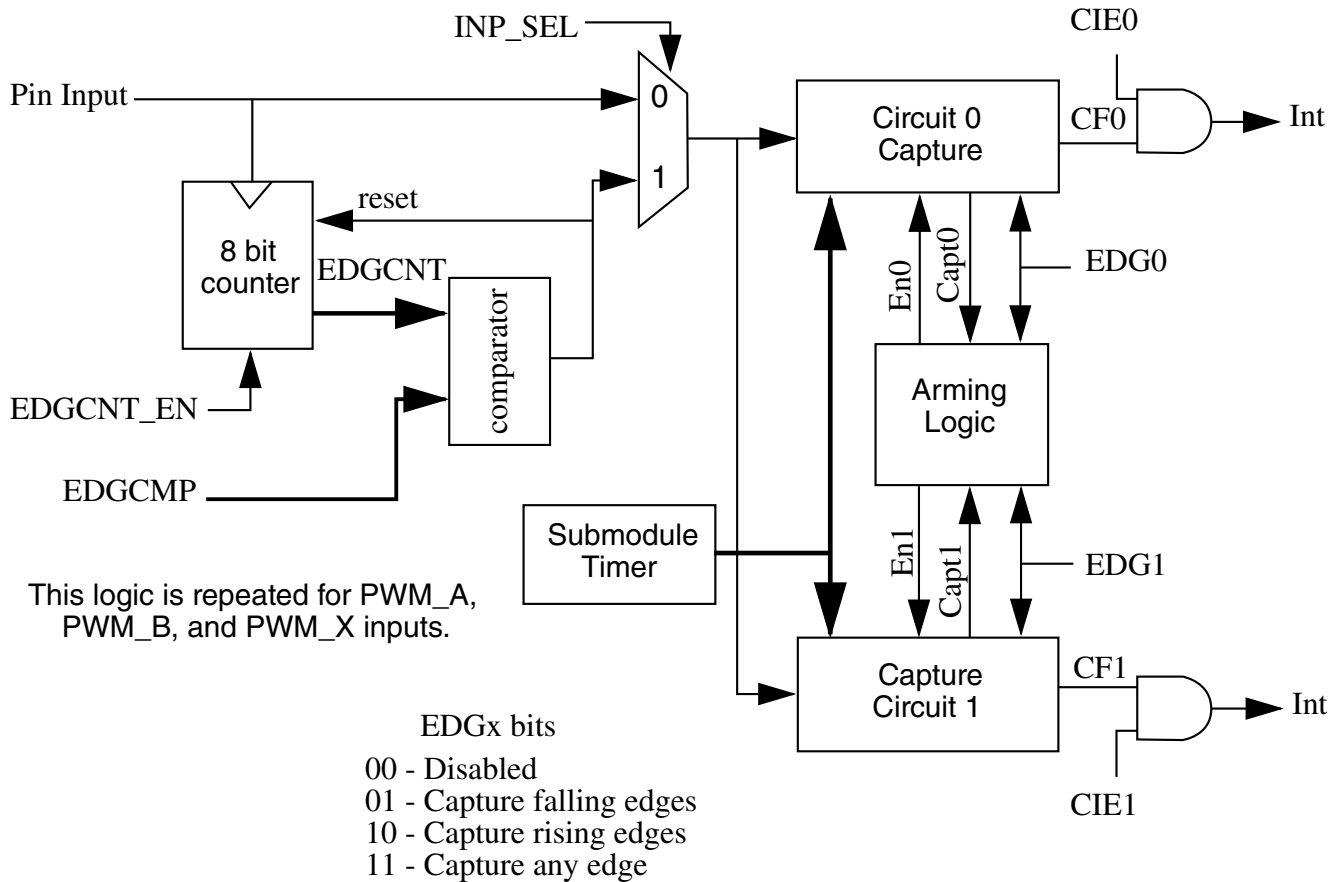 INP_SEL
CIE0
Pin Input
0
Circuit 0
Capture
CF0
Int
1
reset
8 bit
counter
EDGCNT
comparator
En0
Capt0
EDG0
EDGCNT_EN
Arming
Logic
EDGCMP
Submodule
Timer
En1
Capt1
EDG1
This logic is repeated for PWM_A,
PWM_B, and PWM_X inputs.
Capture
Circuit 1
CF1
Int
CIE1
EDGx bits
00 - Disabled
01 - Capture falling edges
10 - Capture rising edges
11 - Capture any edge